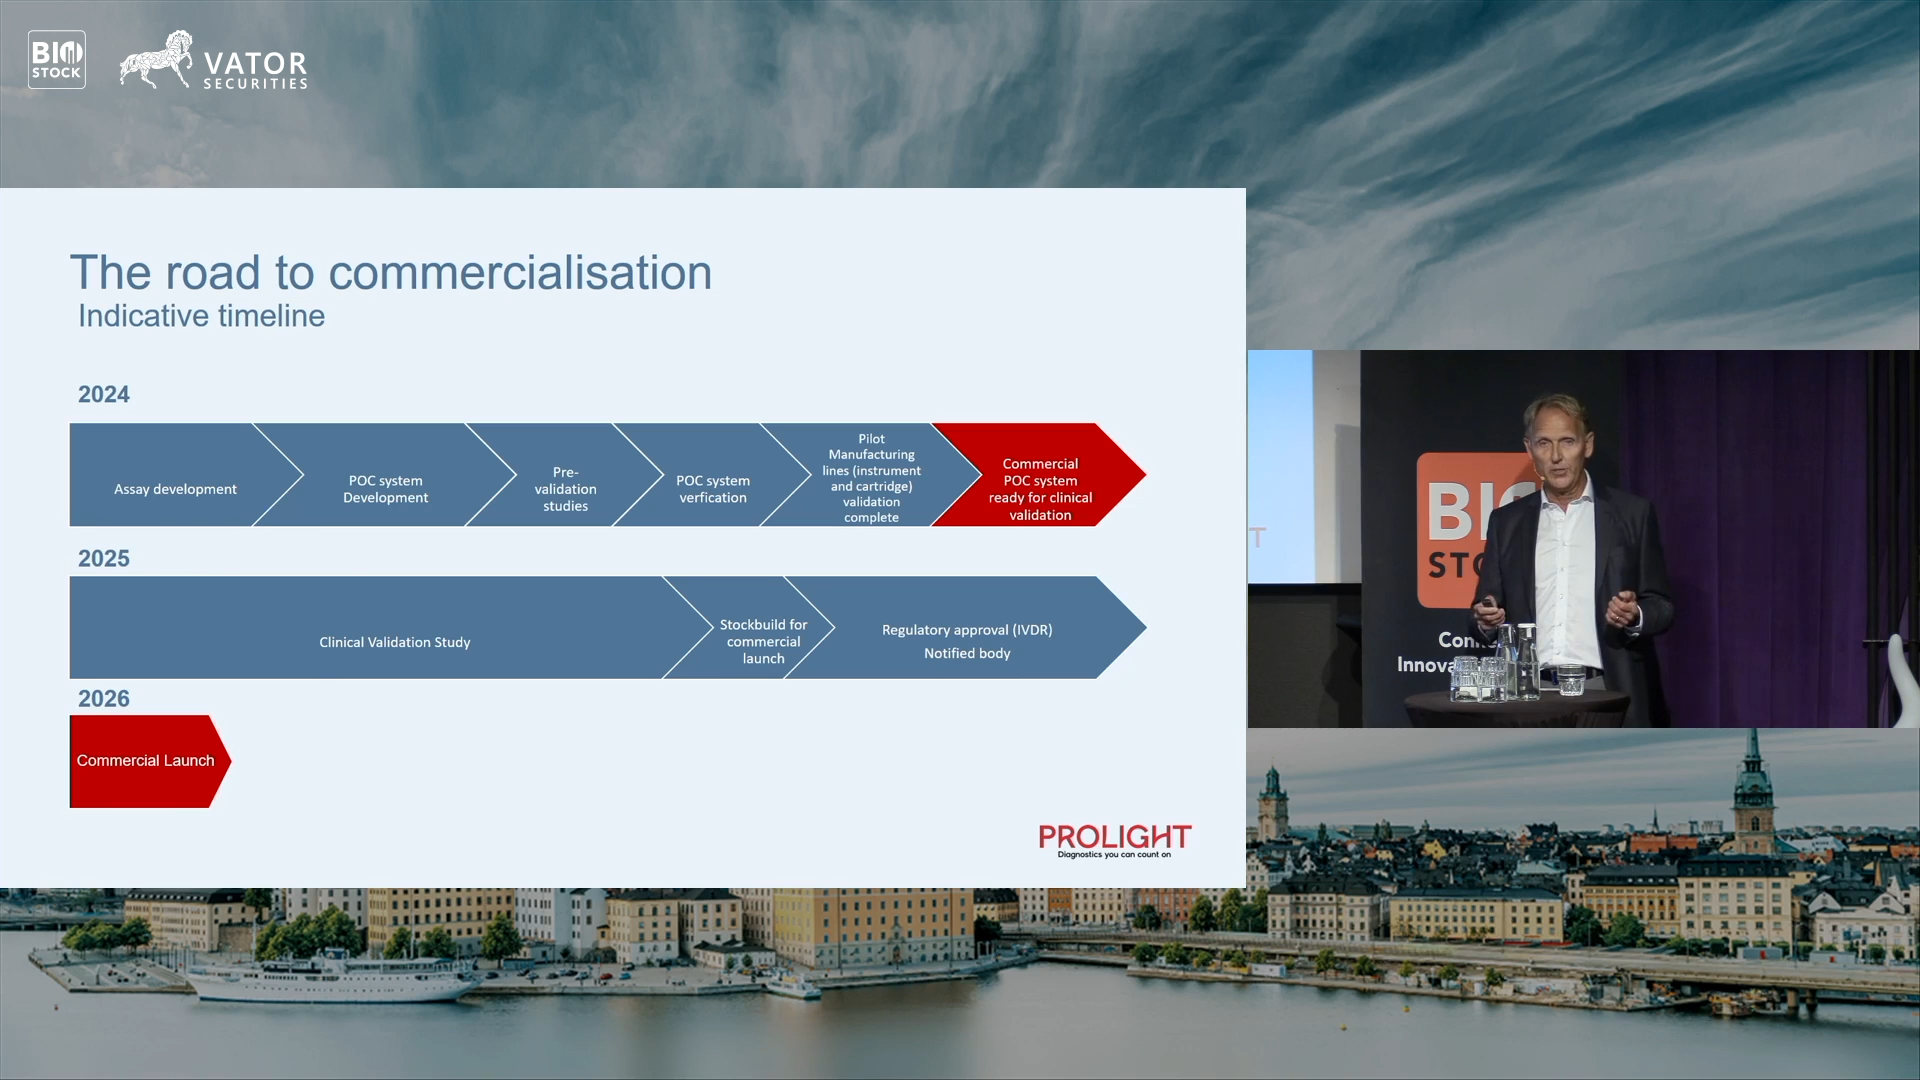 BIO
STOCK
VATOR
SECURITIES
The road to commercialisation
Indicative timeline
2024
Assay development
POC system
Development
Pre-
validation
studies
POC system
verfication
Pilot
Manufacturing
lines (instrument
and cartridge)
validation
complete
Commercial
POC system
ready for clinical
validation
2025
Clinical Validation Study
Stockbuild for
commercial
launch
Regulatory approval (IVDR)
Notified body
2026
Commercial Launch
PROLIGHT
Diagnostics you can count on
T